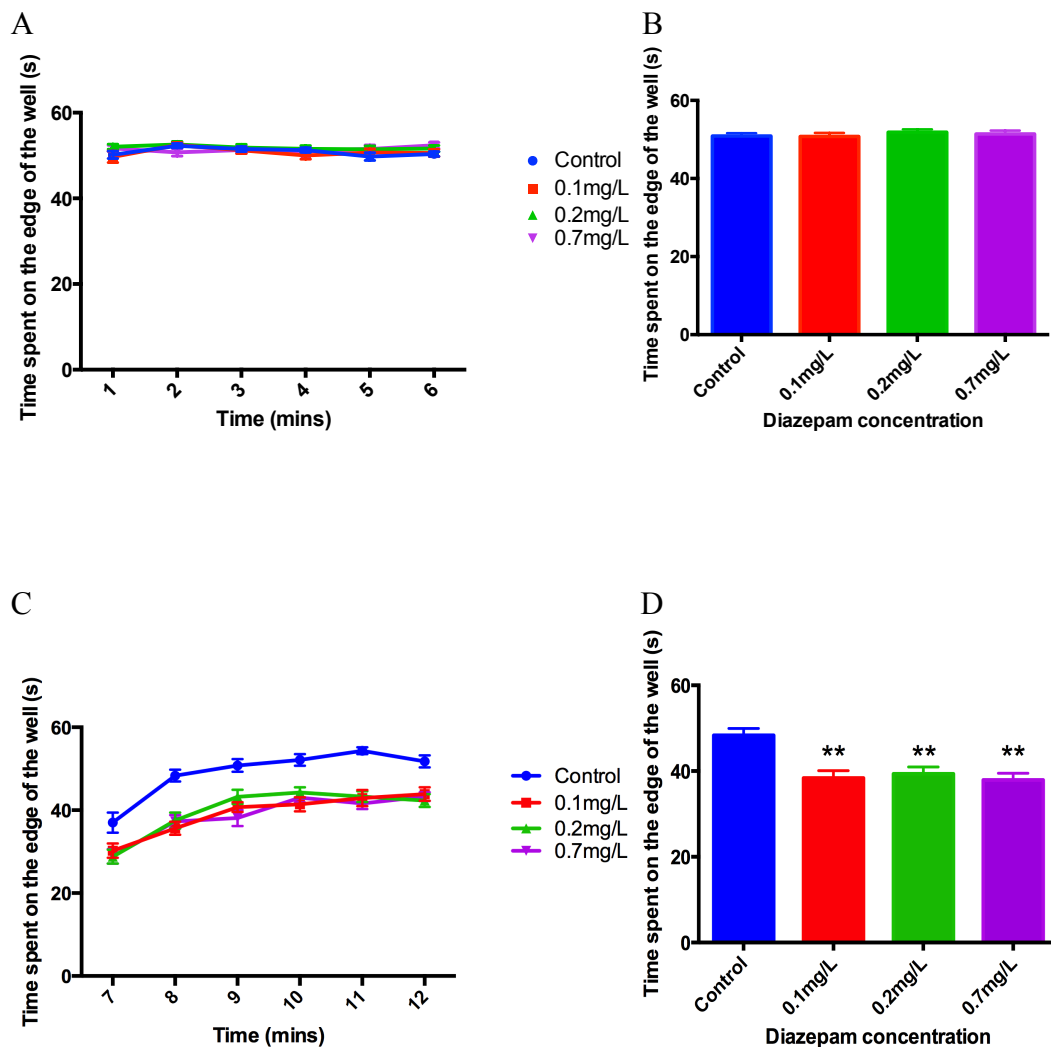 A
Time spent on the edge of the well (s)
60
40
20
0
1
2
3
4
5
6
Time (mins)
Control
0.1mg/L
0.2mg/L
0.7mg/L
B
Time spent on the edge of the well (s)
80
60
40
20
0
Control
0.1mg/L
0.2mg/L
0.7mg/L
Diazepam concentration
C
Time spent on the edge of the well (s)
60
40
20
0
7
8
9
10
11
12
Time (mins)
Control
0.1mg/L
0.2mg/L
0.7mg/L
D
Time spent on the edge of the well (s)
60
40
20
0
**
**
**
Control
0.1mg/L
0.2mg/L
0.7mg/L
Diazepam concentration